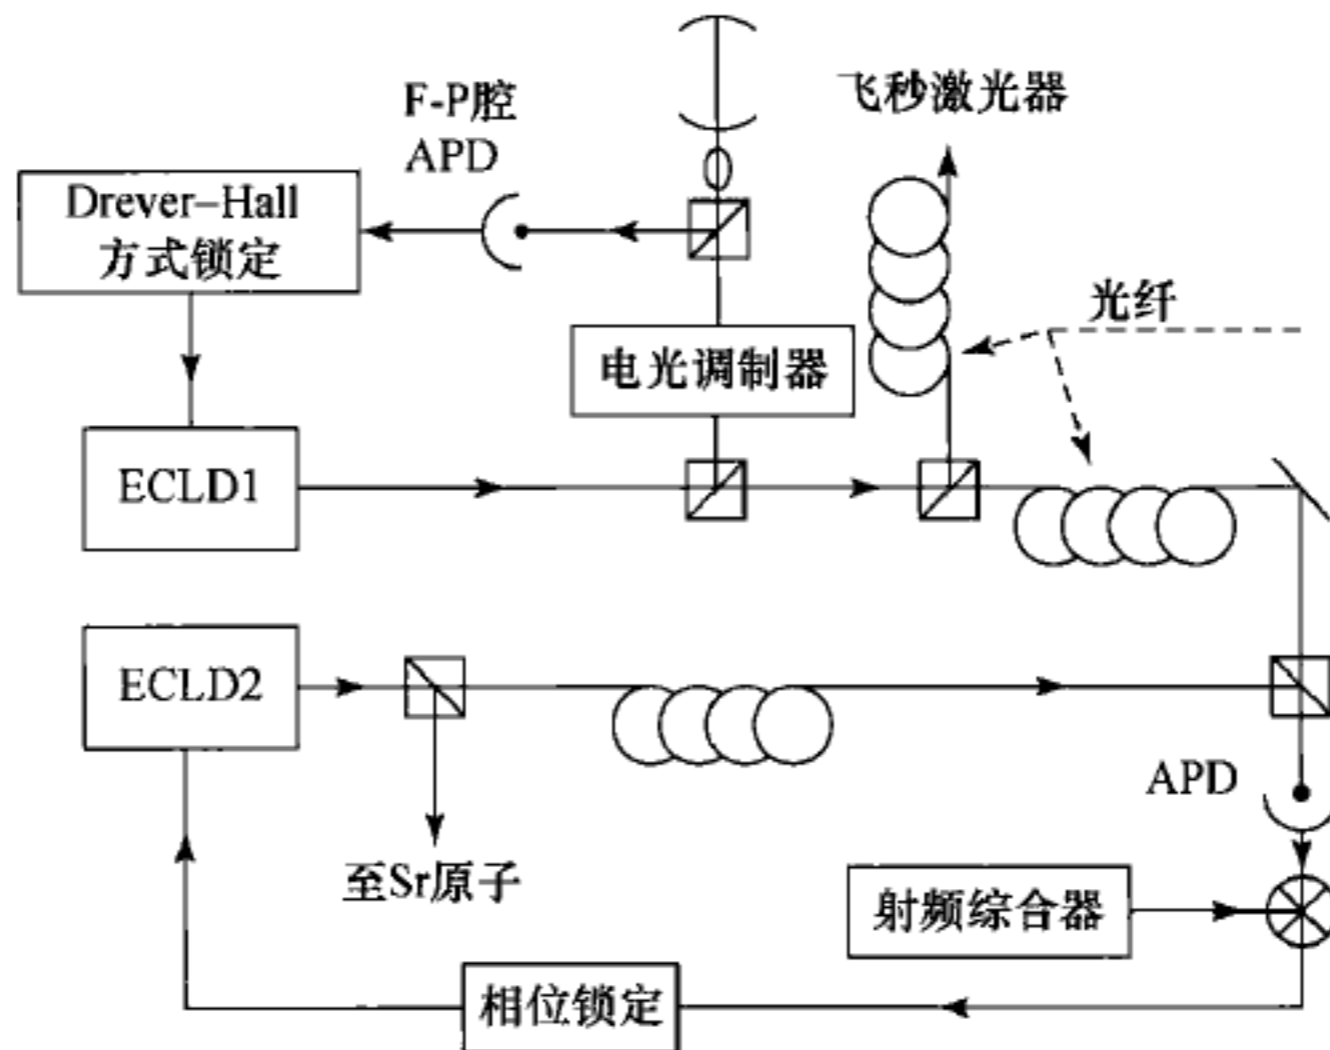 F-P腔
APD
飞秒激光器
Drever-Hall
方式锁定
光纤
电光调制器
ECLD1
ECLD2
APD
至Sr原子
射频综合器
相位锁定